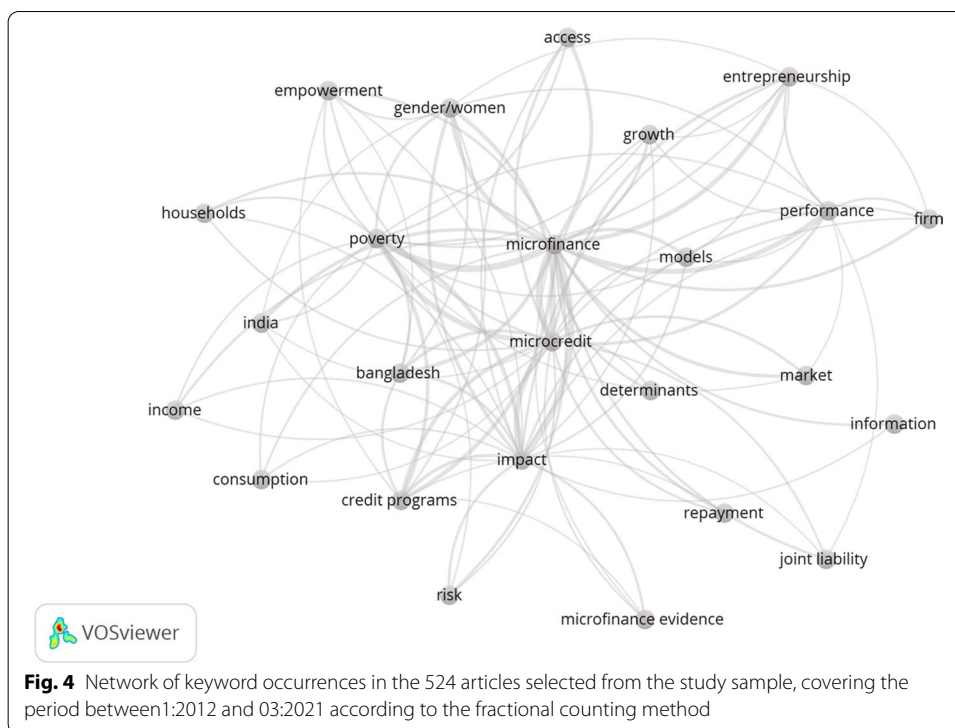 access
entrepreneurship
empowerment
gender/women
growth
households
performance
firm
poverty
microfinance
models
india
microcredit
bangladesh
market
determinants
income
information
impact
consumption
credit programs
repayment
joint liability
risk
microfinance evidence
VOSviewer
Fig. 4 Network of keyword occurrences in the 524 articles selected from the study sample, covering the
period between1:2012 and 03:2021 according to the fractional counting method